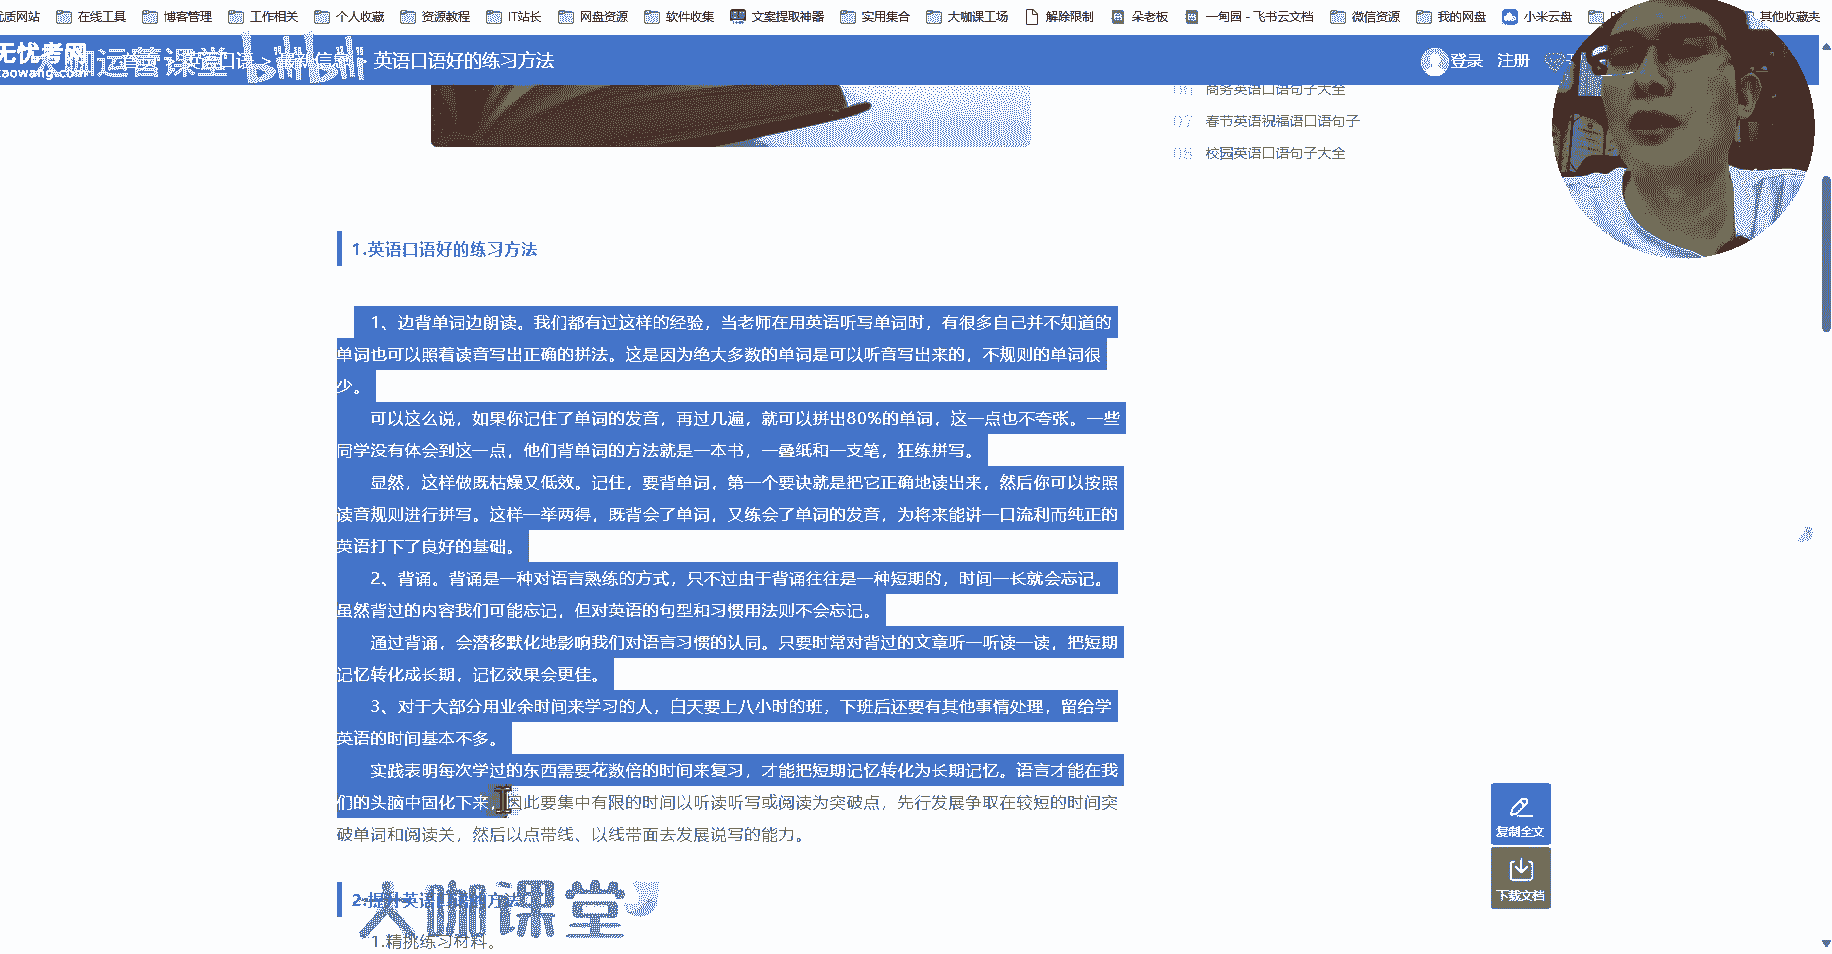 优质网站 在线工具 博客管理 工作相关 个人收藏 资源教程 IT站长 网盘资源 软件收集 文案提取神器 实用集合 大咖课工场 解除限制 朵老板 一甸园 - 飞书云文档 微信资源 我的网盘 小米云盘 其他收藏夹
无忧考网
大咖运营课堂 bilibili
> 英语口语好的练习方法
登录 注册
商务英语口语句子大全
07 春节英语祝福语口语句子
08 校园英语口语句子大全
1.英语口语好的练习方法
1、边背单词边朗读。我们都有过这样的经验，当老师在用英语听写单词时，有很多自己并不知道的
单词也可以照着读音写出正确的拼法。这是因为绝大多数的单词是可以听音写出来的，不规则的单词很
少。
可以这么说，如果你记住了单词的发音，再过几遍，就可以拼出80%的单词，这一点也不夸张。一些
同学没有体会到这一点，他们背单词的方法就是一本书，一叠纸和一支笔，狂练拼写。
显然，这样做既枯燥又低效。记住，要背单词，第一个要诀就是把它正确地读出来，然后你可以按照
读音规则进行拼写。这样一举两得，既背会了单词，又练会了单词的发音，为将来能讲一口流利而纯正的
英语打下了良好的基础。
2、背诵。背诵是一种对语言熟练的方式，只不过由于背诵往往是一种短期的，时间一长就会忘记。
虽然背过的内容我们可能忘记，但对英语的句型和习惯用法则不会忘记。
通过背诵，会潜移默化地影响我们对语言习惯的认同。只要时常对背过的文章听一听读一读，把短期
记忆转化成长期，记忆效果会更佳。
3、对于大部分用业余时间来学习的人，白天要上八小时的班，下班后还要有其他事情处理，留给学
英语的时间基本不多。
实践表明每次学过的东西需要花数倍的时间来复习，才能把短期记忆转化为长期记忆。语言才能在我
们的头脑中固化下来，因此要集中有限的时间以听读听写或阅读为突破点，先行发展争取在较短的时间突
破单词和阅读关，然后以点带线、以线带面去发展说写的能力。
复制全文
下载文档
2.提升英语口语的方法
大咖课堂
1.精挑练习材料。